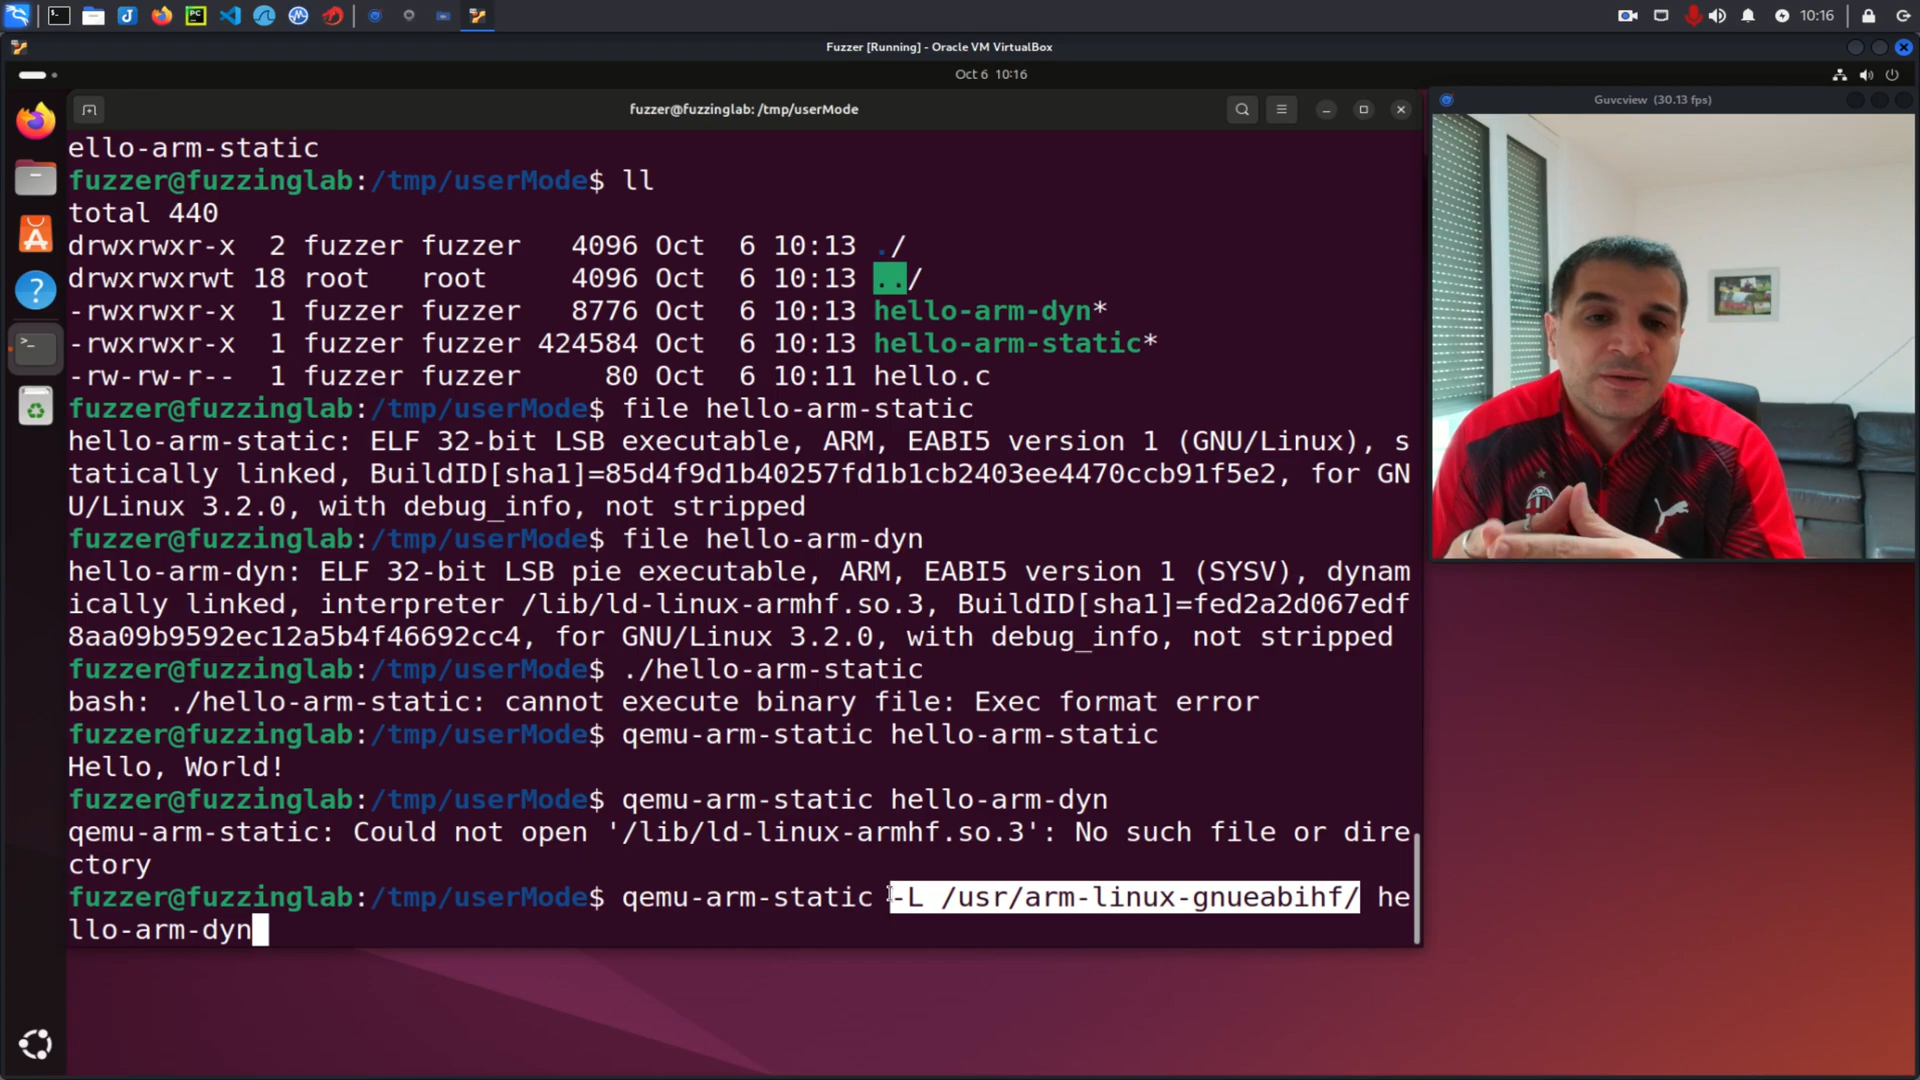 10:16
Fuzzer [Running] - Oracle VM VirtualBox
Oct 6 10:16
fuzzer@fuzzinglab: /tmp/userMode
Guvcview (30.13 fps)
ello-arm-static
fuzzer@fuzzinglab:/tmp/userMode$ ll
total 440
drwxrwxr-x 2 fuzzer fuzzer 4096 Oct 6 10:13 ./
drwxrwxrwt 18 root root 4096 Oct 6 10:13 ../
-rwxrwxr-x 1 fuzzer fuzzer 8776 Oct 6 10:13 hello-arm-dyn*
-rwxrwxr-x 1 fuzzer fuzzer 424584 Oct 6 10:13 hello-arm-static*
-rw-rw-r-- 1 fuzzer fuzzer 80 Oct 6 10:11 hello.c
fuzzer@fuzzinglab:/tmp/userMode$ file hello-arm-static
hello-arm-static: ELF 32-bit LSB executable, ARM, EABI5 version 1 (GNU/Linux), s
tatically linked, BuildID[sha1]=85d4f9d1b40257fd1b1cb2403ee4470ccb91f5e2, for GN
U/Linux 3.2.0, with debug_info, not stripped
fuzzer@fuzzinglab:/tmp/userMode$ file hello-arm-dyn
hello-arm-dyn: ELF 32-bit LSB pie executable, ARM, EABI5 version 1 (SYSV), dynam
ically linked, interpreter /lib/ld-linux-armhf.so.3, BuildID[sha1]=fed2a2d067edf
8aa09b9592ec12a5b4f46692cc4, for GNU/Linux 3.2.0, with debug_info, not stripped
fuzzer@fuzzinglab:/tmp/userMode$ ./hello-arm-static
bash: ./hello-arm-static: cannot execute binary file: Exec format error
fuzzer@fuzzinglab:/tmp/userMode$ qemu-arm-static hello-arm-static
Hello, World!
fuzzer@fuzzinglab:/tmp/userMode$ qemu-arm-static hello-arm-dyn
qemu-arm-static: Could not open '/lib/ld-linux-armhf.so.3': No such file or dire
ctory
fuzzer@fuzzinglab:/tmp/userMode$ qemu-arm-static -L /usr/arm-linux-gnueabihf/ he
llo-arm-dyn